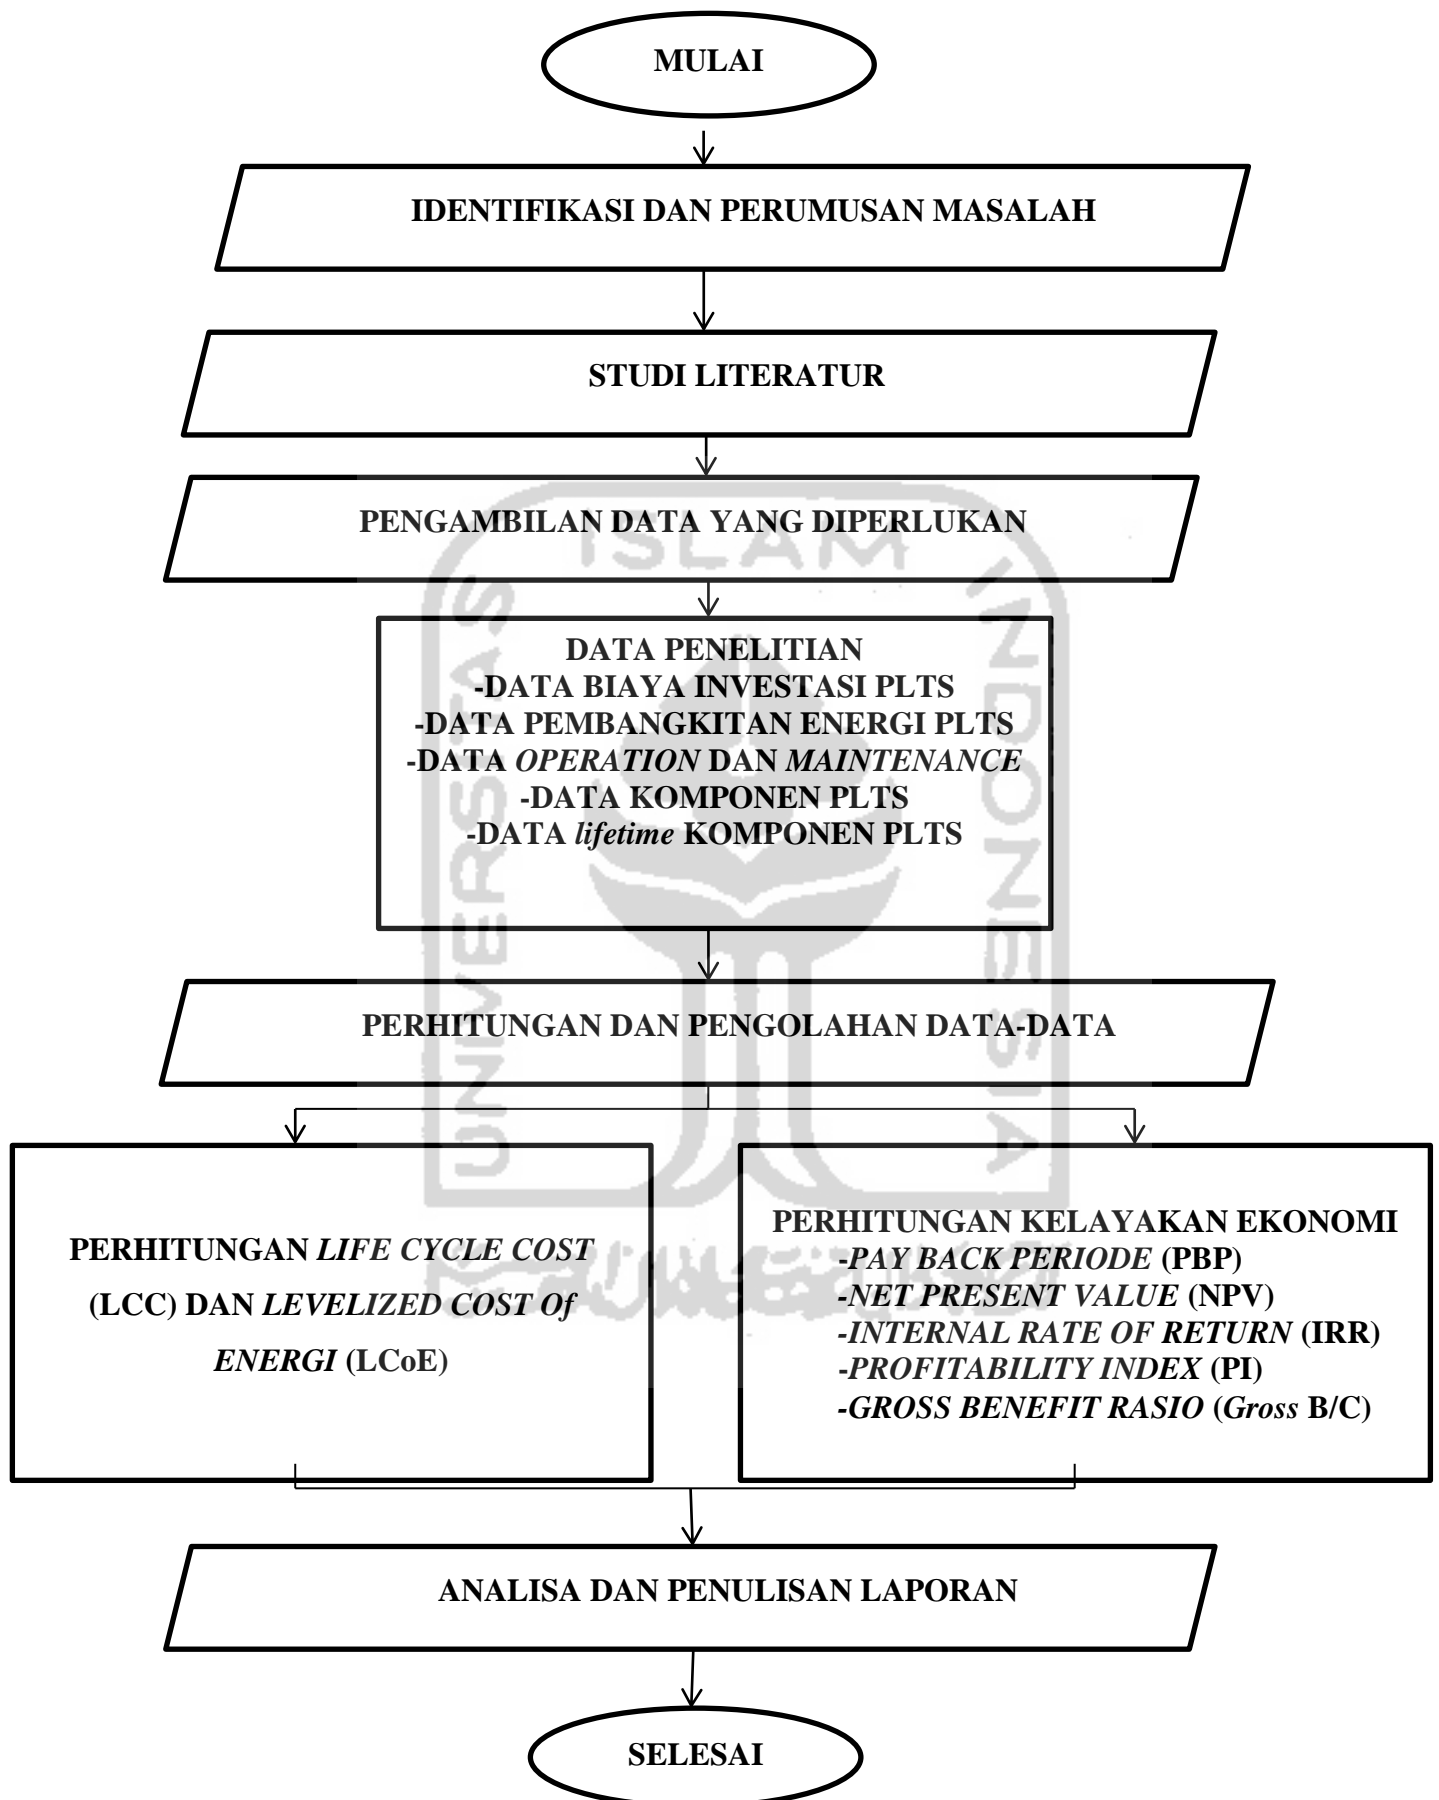 MULAI
IDENTIFIKASI DAN PERUMUSAN MASALAH
STUDI LITERATUR
PENGAMBILAN DATA YANG DIPERLUKAN
ISLAM
UNIVERSITAS
INDONESIA
DATA PENELITIAN
-DATA BIAYA INVESTASI PLTS
-DATA PEMBANGKITAN ENERGI PLTS
-DATA OPERATION DAN MAINTENANCE
-DATA KOMPONEN PLTS
-DATA lifetime KOMPONEN PLTS
PERHITUNGAN DAN PENGOLAHAN DATA-DATA
PERHITUNGAN LIFE CYCLE COST
(LCC) DAN LEVELIZED COST Of
ENERGI (LCoE)
PERHITUNGAN KELAYAKAN EKONOMI
-PAY BACK PERIODE (PBP)
-NET PRESENT VALUE (NPV)
-INTERNAL RATE OF RETURN (IRR)
-PROFITABILITY INDEX (PI)
-GROSS BENEFIT RASIO (Gross B/C)
ANALISA DAN PENULISAN LAPORAN
SELESAI